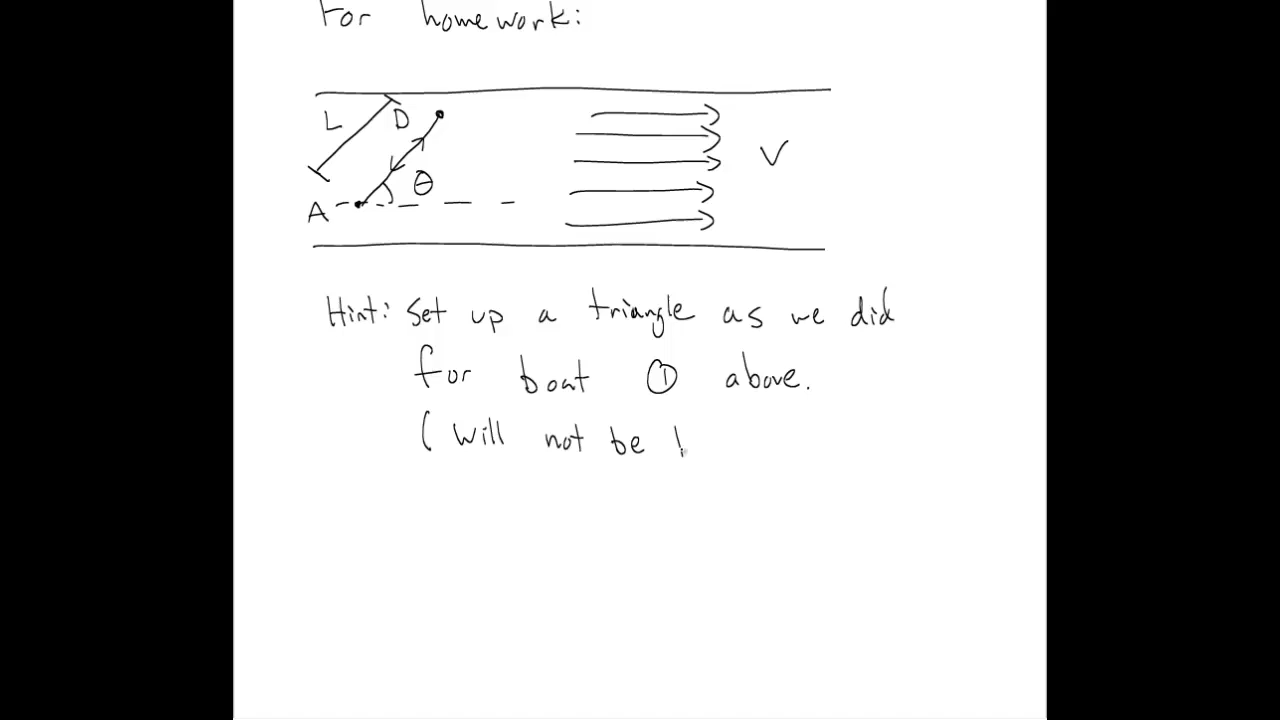 For homework:
L D
V
θ
A
Hint: Set up a triangle as we did
for boat ① above.
( will not be